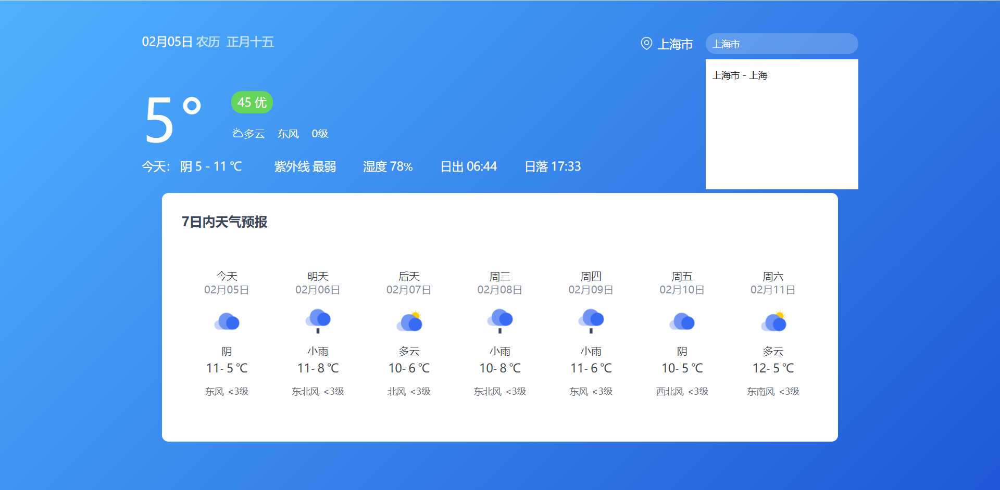 02月05日 农历 正月十五
上海市
上海市
上海市 - 上海
5°
45 优
多云 东风 0级
今天： 阴 5 - 11 ℃ 紫外线 最弱 湿度 78% 日出 06:44 日落 17:33
7日内天气预报
今天 明天 后天 周三 周四 周五 周六
02月05日 02月06日 02月07日 02月08日 02月09日 02月10日 02月11日
阴 小雨 多云 小雨 小雨 阴 多云
11- 5 ℃ 11- 8 ℃ 10- 6 ℃ 10- 8 ℃ 11- 6 ℃ 10- 5 ℃ 12- 5 ℃
东风 <3级 东北风 <3级 北风 <3级 东北风 <3级 东风 <3级 西北风 <3级 东南风 <3级